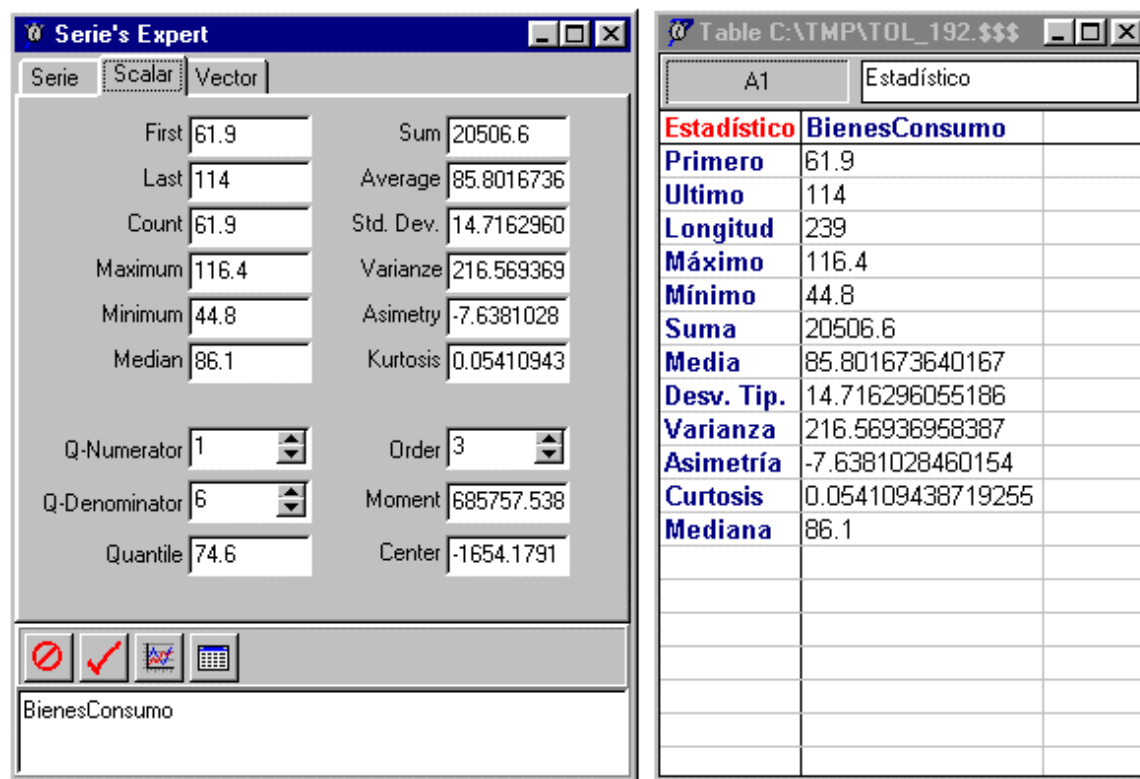 Serie's Expert
Serie Scalar Vector
First 61.9 Sum 20506.6
Last 114 Average 85.8016736
Count 61.9 Std. Dev. 14.7162960
Maximum 116.4 Varianze 216.569369
Minimum 44.8 Asimetry -7.6381028
Median 86.1 Kurtosis 0.05410943
Q-Numerator 1 Order 3
Q-Denominator 6 Moment 685757.538
Quantile 74.6 Center -1654.1791
BienesConsumo
Table C:\TMP\TOL_192.$$$
A1 Estadístico
Estadístico BienesConsumo
Primero 61.9
Ultimo 114
Longitud 239
Máximo 116.4
Mínimo 44.8
Suma 20506.6
Media 85.801673640167
Desv. Tip. 14.716296055186
Varianza 216.56936958387
Asimetría -7.6381028460154
Curtosis 0.054109438719255
Mediana 86.1